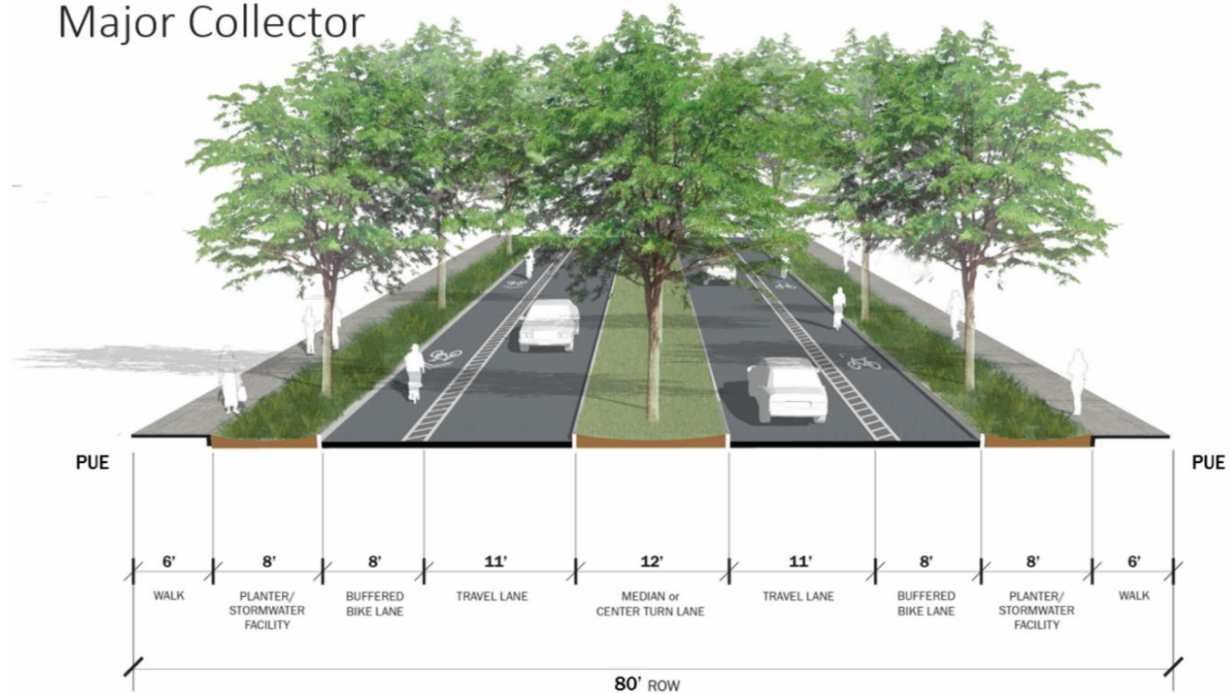 Major Collector
PUE
PUE
6'
8'
8'
11'
12'
11'
8'
8'
6'
WALK
PLANTER/
STORMWATER
FACILITY
BUFFERED
BIKE LANE
TRAVEL LANE
MEDIAN or
CENTER TURN LANE
TRAVEL LANE
BUFFERED
BIKE LANE
PLANTER/
STORMWATER
FACILITY
WALK
80' ROW